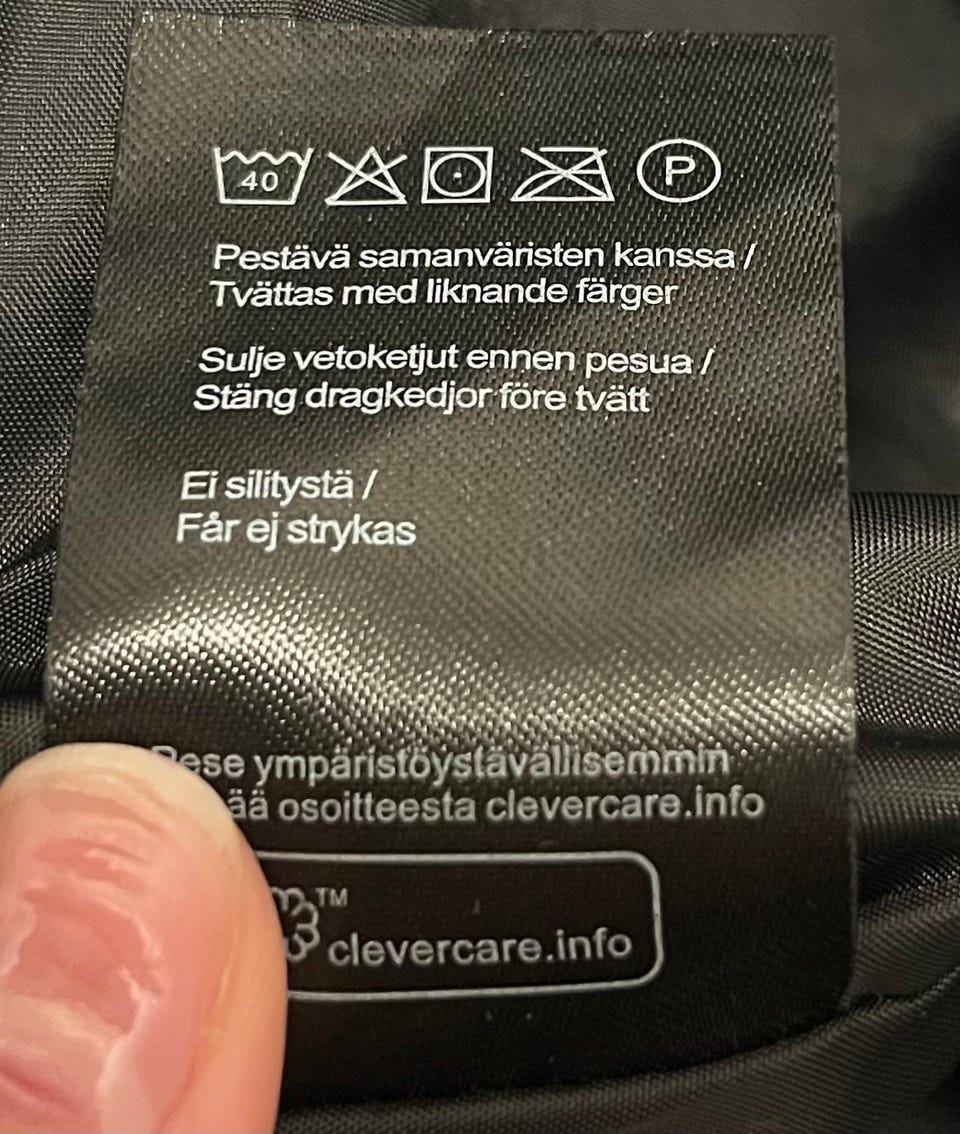 40 P
Pestävä samanväristen kanssa /
Tvättas med liknande färger
Sulje vetoketjut ennen pesua /
Stäng dragkedjor före tvätt
Ei silitystä /
Får ej strykas
ympäristöystävällisemmin
osoitteesta clevercare.info
TM
clevercare.info